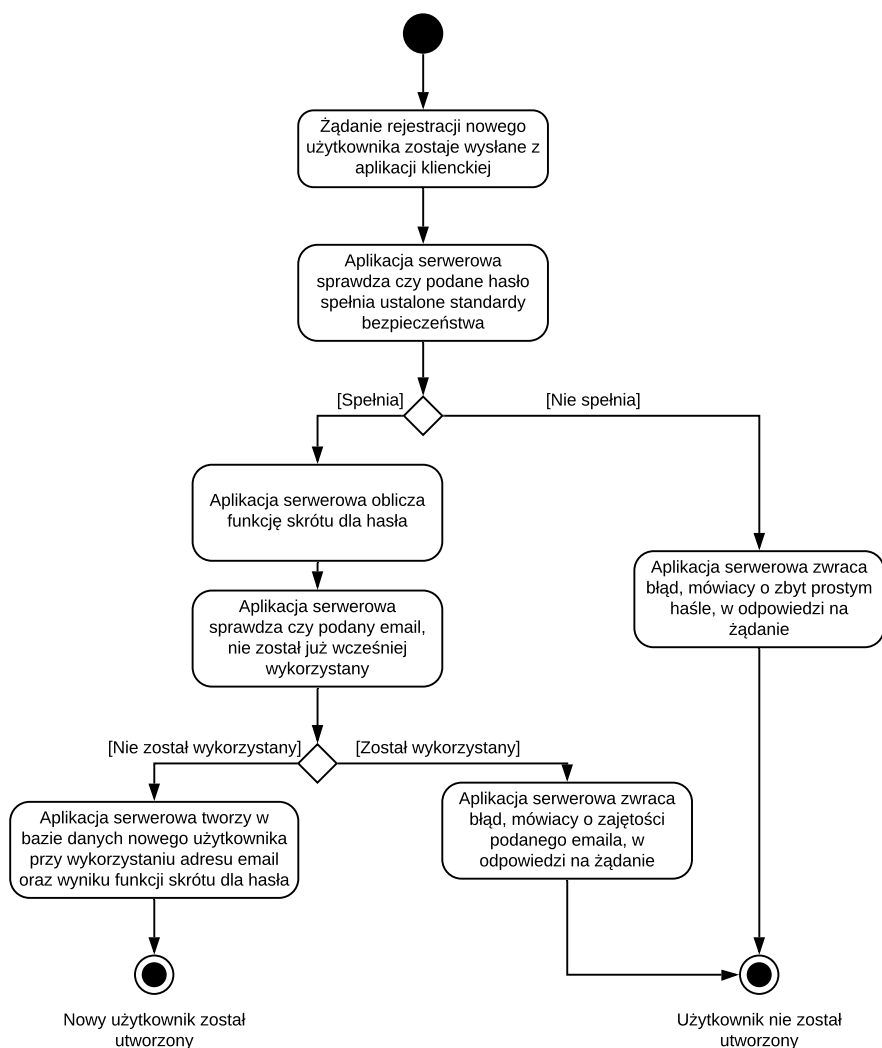 Żądanie rejestracji nowego
użytkownika zostaje wysłane z
aplikacji klienckiej
Aplikacja serwerowa
sprawdza czy podane hasło
spełnia ustalone standardy
bezpieczeństwa
[Spełnia]
[Nie spełnia]
Aplikacja serwerowa oblicza
funkcję skrótu dla hasła
Aplikacja serwerowa zwraca
błąd, mówiacy o zbyt prostym
haśle, w odpowiedzi na
żądanie
Aplikacja serwerowa
sprawdza czy podany email,
nie został już wcześniej
wykorzystany
[Nie został wykorzystany]
[Został wykorzystany]
Aplikacja serwerowa tworzy w
bazie danych nowego użytkownika
przy wykorzystaniu adresu email
oraz wyniku funkcji skrótu dla hasła
Aplikacja serwerowa zwraca
błąd, mówiacy o zajętości
podanego emaila, w
odpowiedzi na żądanie
Nowy użytkownik został
utworzony
Użytkownik nie został
utworzony